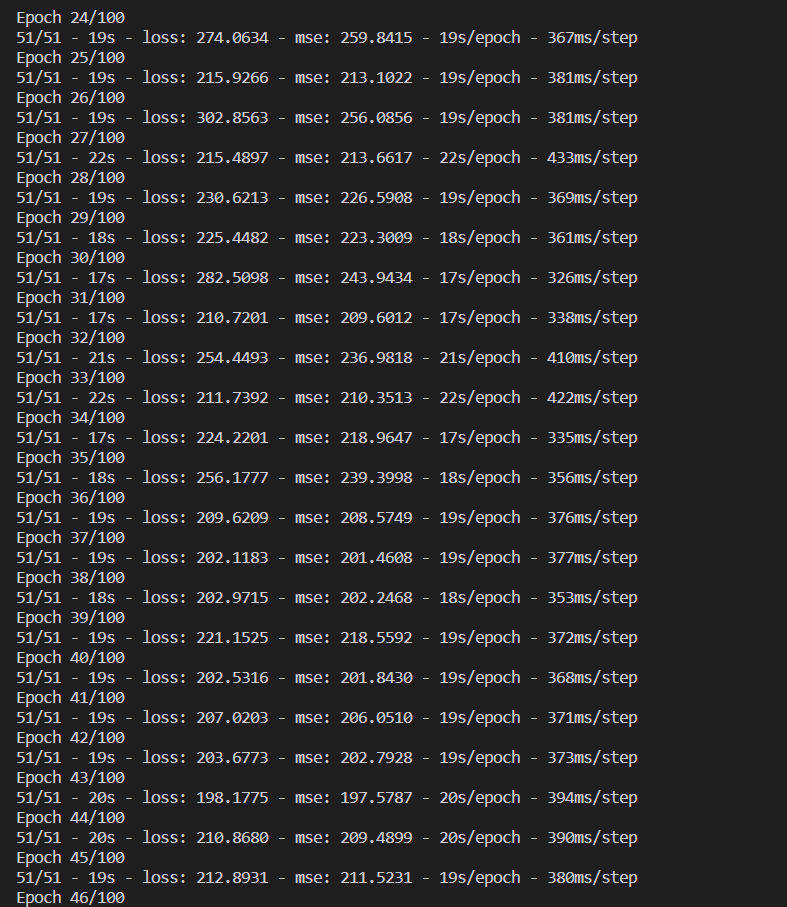 Epoch 24/100
51/51 - 19s - loss: 274.0634 - mse: 259.8415 - 19s/epoch - 367ms/step
Epoch 25/100
51/51 - 19s - loss: 215.9266 - mse: 213.1022 - 19s/epoch - 381ms/step
Epoch 26/100
51/51 - 19s - loss: 302.8563 - mse: 256.0856 - 19s/epoch - 381ms/step
Epoch 27/100
51/51 - 22s - loss: 215.4897 - mse: 213.6617 - 22s/epoch - 433ms/step
Epoch 28/100
51/51 - 19s - loss: 230.6213 - mse: 226.5908 - 19s/epoch - 369ms/step
Epoch 29/100
51/51 - 18s - loss: 225.4482 - mse: 223.3009 - 18s/epoch - 361ms/step
Epoch 30/100
51/51 - 17s - loss: 282.5098 - mse: 243.9434 - 17s/epoch - 326ms/step
Epoch 31/100
51/51 - 17s - loss: 210.7201 - mse: 209.6012 - 17s/epoch - 338ms/step
Epoch 32/100
51/51 - 21s - loss: 254.4493 - mse: 236.9818 - 21s/epoch - 410ms/step
Epoch 33/100
51/51 - 22s - loss: 211.7392 - mse: 210.3513 - 22s/epoch - 422ms/step
Epoch 34/100
51/51 - 17s - loss: 224.2201 - mse: 218.9647 - 17s/epoch - 335ms/step
Epoch 35/100
51/51 - 18s - loss: 256.1777 - mse: 239.3998 - 18s/epoch - 356ms/step
Epoch 36/100
51/51 - 19s - loss: 209.6209 - mse: 208.5749 - 19s/epoch - 376ms/step
Epoch 37/100
51/51 - 19s - loss: 202.1183 - mse: 201.4608 - 19s/epoch - 377ms/step
Epoch 38/100
51/51 - 18s - loss: 202.9715 - mse: 202.2468 - 18s/epoch - 353ms/step
Epoch 39/100
51/51 - 19s - loss: 221.1525 - mse: 218.5592 - 19s/epoch - 372ms/step
Epoch 40/100
51/51 - 19s - loss: 202.5316 - mse: 201.8430 - 19s/epoch - 368ms/step
Epoch 41/100
51/51 - 19s - loss: 207.0203 - mse: 206.0510 - 19s/epoch - 371ms/step
Epoch 42/100
51/51 - 19s - loss: 203.6773 - mse: 202.7928 - 19s/epoch - 373ms/step
Epoch 43/100
51/51 - 20s - loss: 198.1775 - mse: 197.5787 - 20s/epoch - 394ms/step
Epoch 44/100
51/51 - 20s - loss: 210.8680 - mse: 209.4899 - 20s/epoch - 390ms/step
Epoch 45/100
51/51 - 19s - loss: 212.8931 - mse: 211.5231 - 19s/epoch - 380ms/step
Epoch 46/100